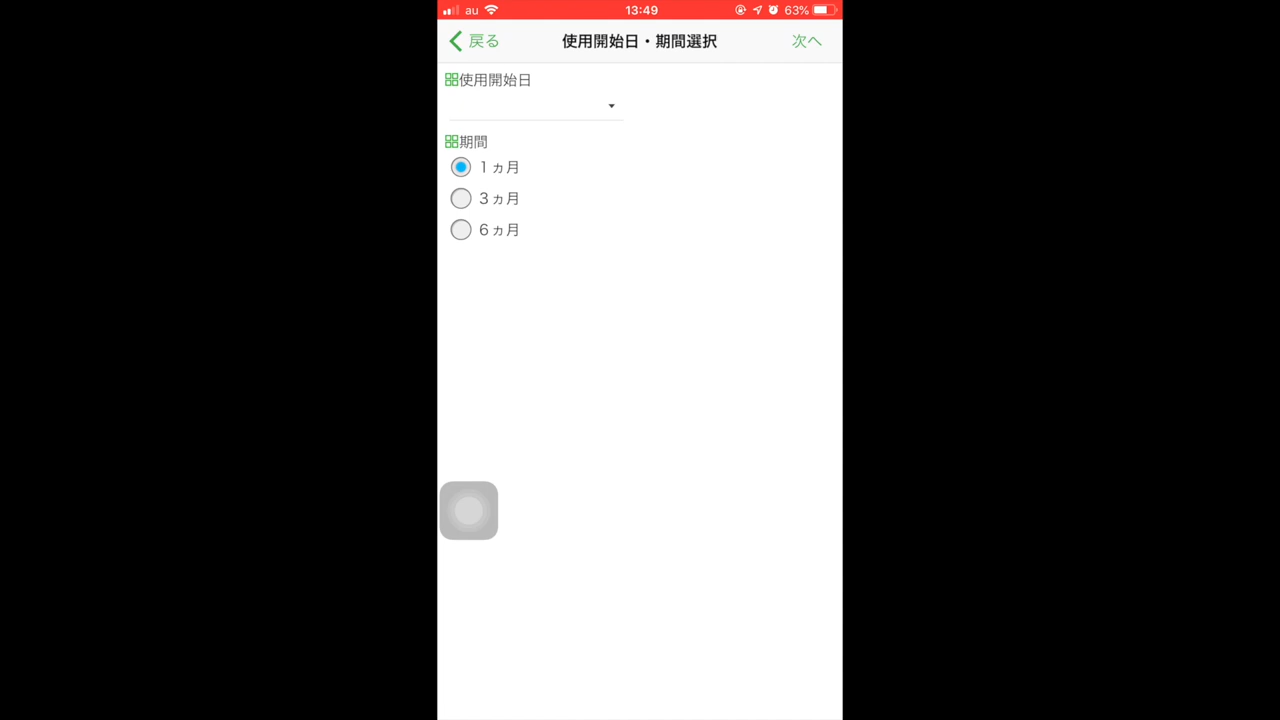 au 13:49 63%
戻る 使用開始日・期間選択 次へ
使用開始日
期間
1ヵ月
3ヵ月
6ヵ月